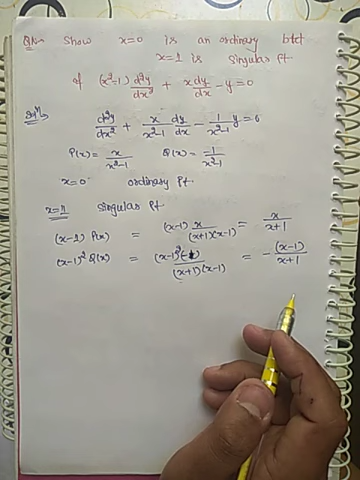 Qn. Show x=0 is an ordinary but
x=1 is singular pt
of (x²-1) d²y/dx² + x dy/dx - y = 0
d²y/dx² + x/(x²-1) dy/dx - 1/(x²-1) y = 0
P(x) = x/(x²-1) Q(x) = -1/(x²-1)
x=0 ordinary pt.
x=1 singular pt
(x-1) P(x) = (x-1) x/((x+1)(x-1)) = x/(x+1)
(x-1)² Q(x) = (x-1)²(-1)/((x+1)(x-1)) = -(x-1)/(x+1)